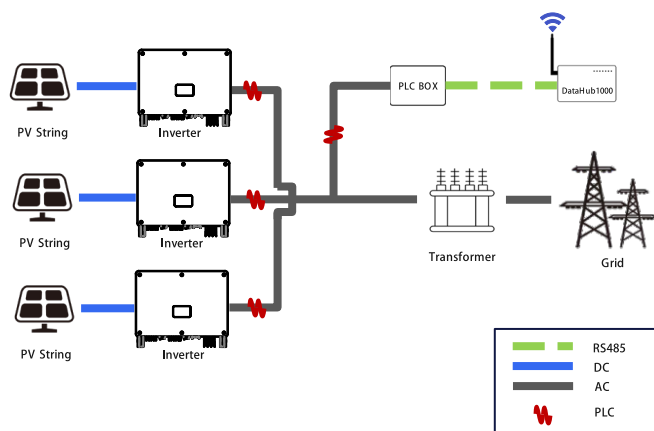 PLC BOX
DataHub1000
PV String
Inverter
PV String
Inverter
Transformer
Grid
PV String
Inverter
RS485
DC
AC
PLC